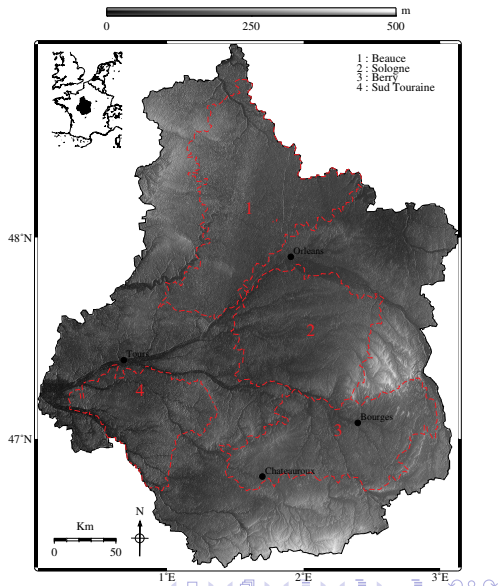 0 250 500 m
1 : Beauce
2 : Sologne
3 : Berry
4 : Sud Touraine
1
48°N
Orleans
2
Tours
4
Bourges
3
47°N
Chateauroux
Km
N
0 50
1°E 2°E 3°E